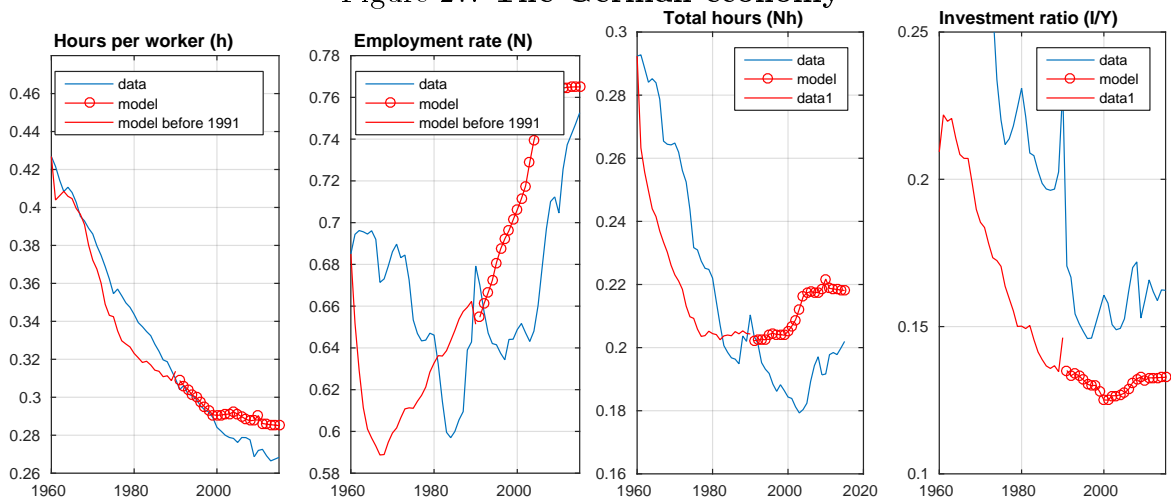 Figure 27: The German economy
Hours per worker (h)
data
model
model before 1991
0.46
0.44
0.42
0.4
0.38
0.36
0.34
0.32
0.3
0.28
0.26
1960
1980
2000
Employment rate (N)
data
model
model before 1991
0.78
0.76
0.74
0.72
0.7
0.68
0.66
0.64
0.62
0.6
0.58
1960
1980
2000
Total hours (Nh)
data
model
data1
0.3
0.28
0.26
0.24
0.22
0.2
0.18
0.16
1960
1980
2000
2020
Investment ratio (I/Y)
data
model
data1
0.25
0.2
0.15
0.1
1960
1980
2000